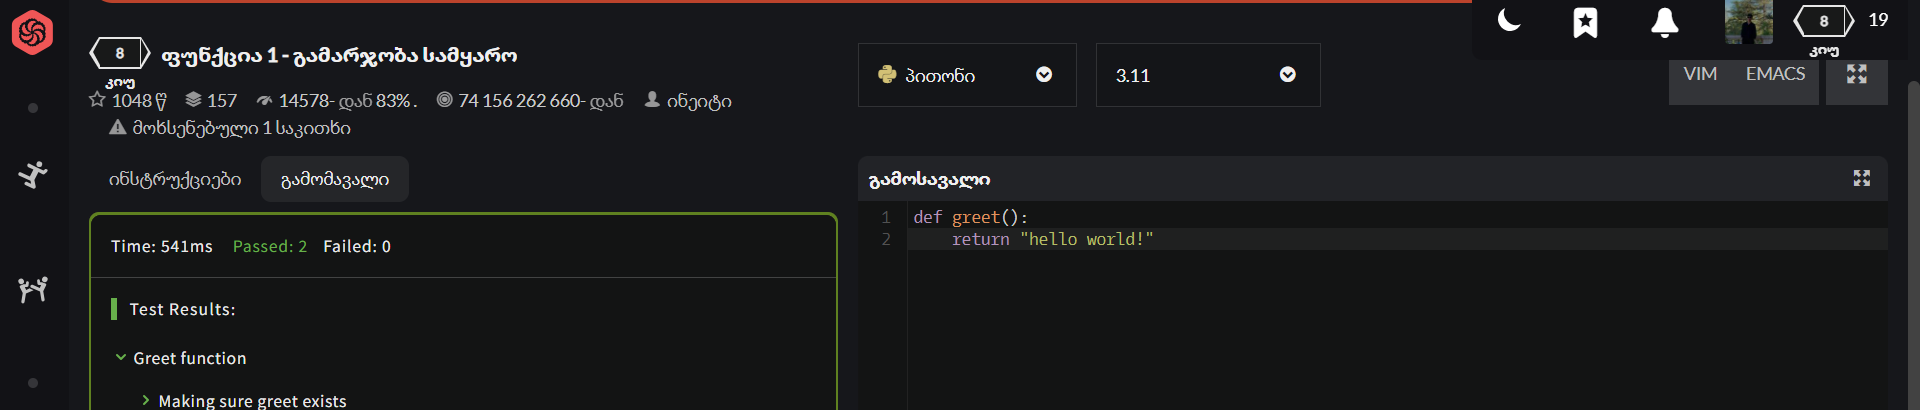 8 19
კიუ
8 ფუნქცია 1 - გამარჯობა სამყარო
კიუ
1048 წ 157 14578- დან 83% . 74 156 262 660- დან ინეიტი
მოხსენებული 1 საკითხი
პითონი 3.11
VIM EMACS
ინსტრუქციები გამომავალი
Time: 541ms Passed: 2 Failed: 0
Test Results:
Greet function
Making sure greet exists
გამოსავალი
1 def greet():
2 return "hello world!"